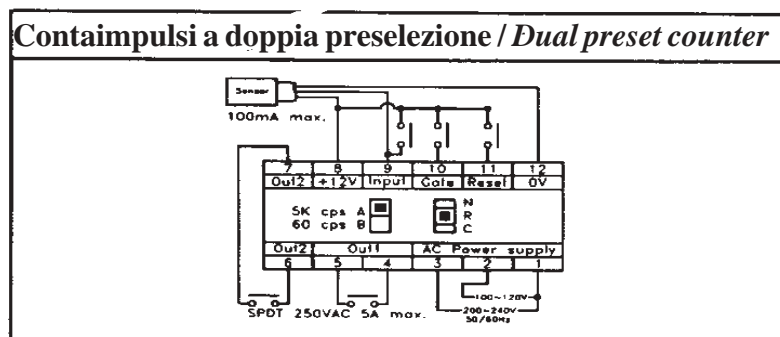 Contaimpulsi a doppia preselezione / Dual preset counter
Sensor
100mA max.
7 8 9 10 11 12
Out2 +12V Input Gate Reset 0V
5K cps A
60 cps B
N
R
C
Out2 Out1 AC Power supply
6 5 4 3 2 1
100~120V
200~240V
50/60Hz
SPDT 250VAC 5A max.